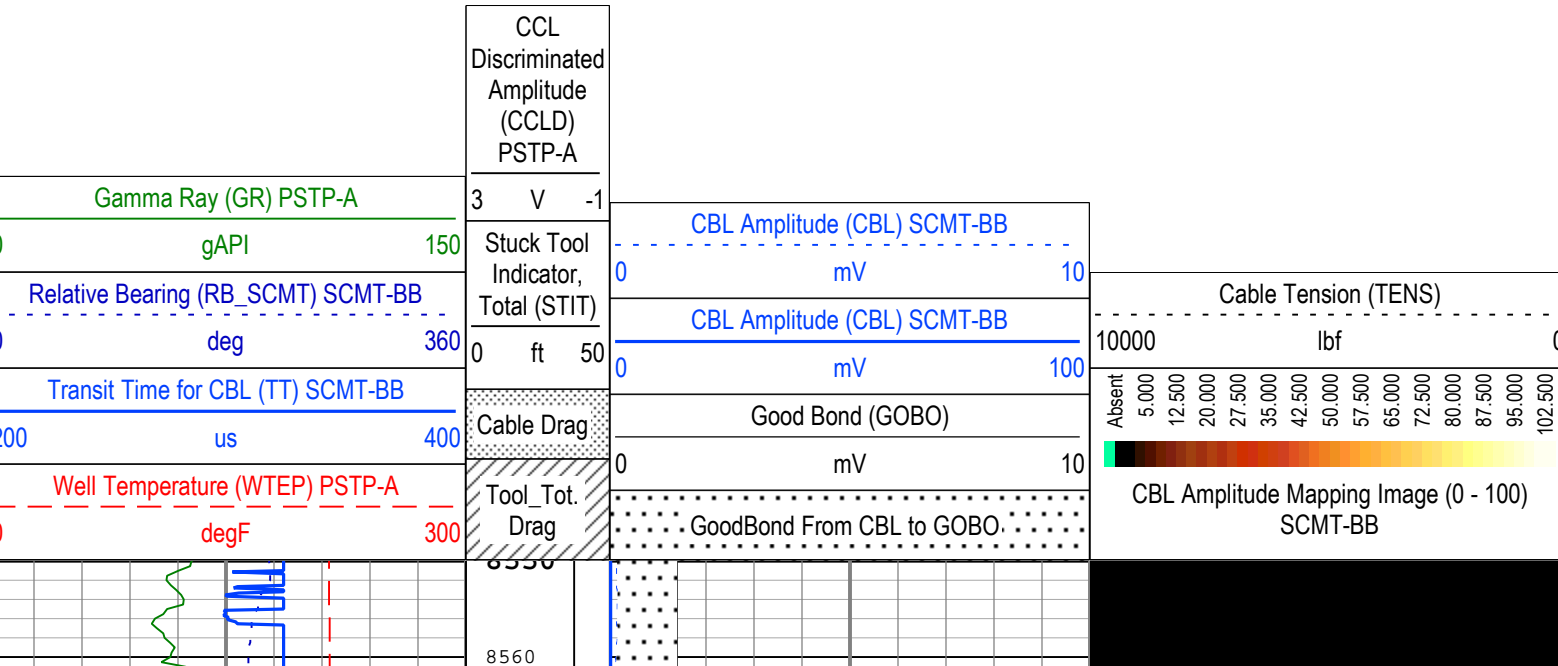 CCL
Discriminated
Amplitude
(CCLD)
PSTP-A
3 V -1
Stuck Tool
Indicator,
Total (STIT)
0 ft 50
Cable Drag
Tool_Tot.
Drag
Gamma Ray (GR) PSTP-A
gAPI 150
Relative Bearing (RB_SCMT) SCMT-BB
deg 360
Transit Time for CBL (TT) SCMT-BB
200 us 400
Well Temperature (WTEP) PSTP-A
degF 300
CBL Amplitude (CBL) SCMT-BB
0 mV 10
CBL Amplitude (CBL) SCMT-BB
0 mV 100
Good Bond (GOBO)
0 mV 10
GoodBond From CBL to GOBO
Cable Tension (TENS)
10000 lbf 0
Absent 5.000 12.500 20.000 27.500 35.000 42.500 50.000 57.500 65.000 72.500 80.000 87.500 95.000 102.500
CBL Amplitude Mapping Image (0 - 100)
SCMT-BB
8550
8560